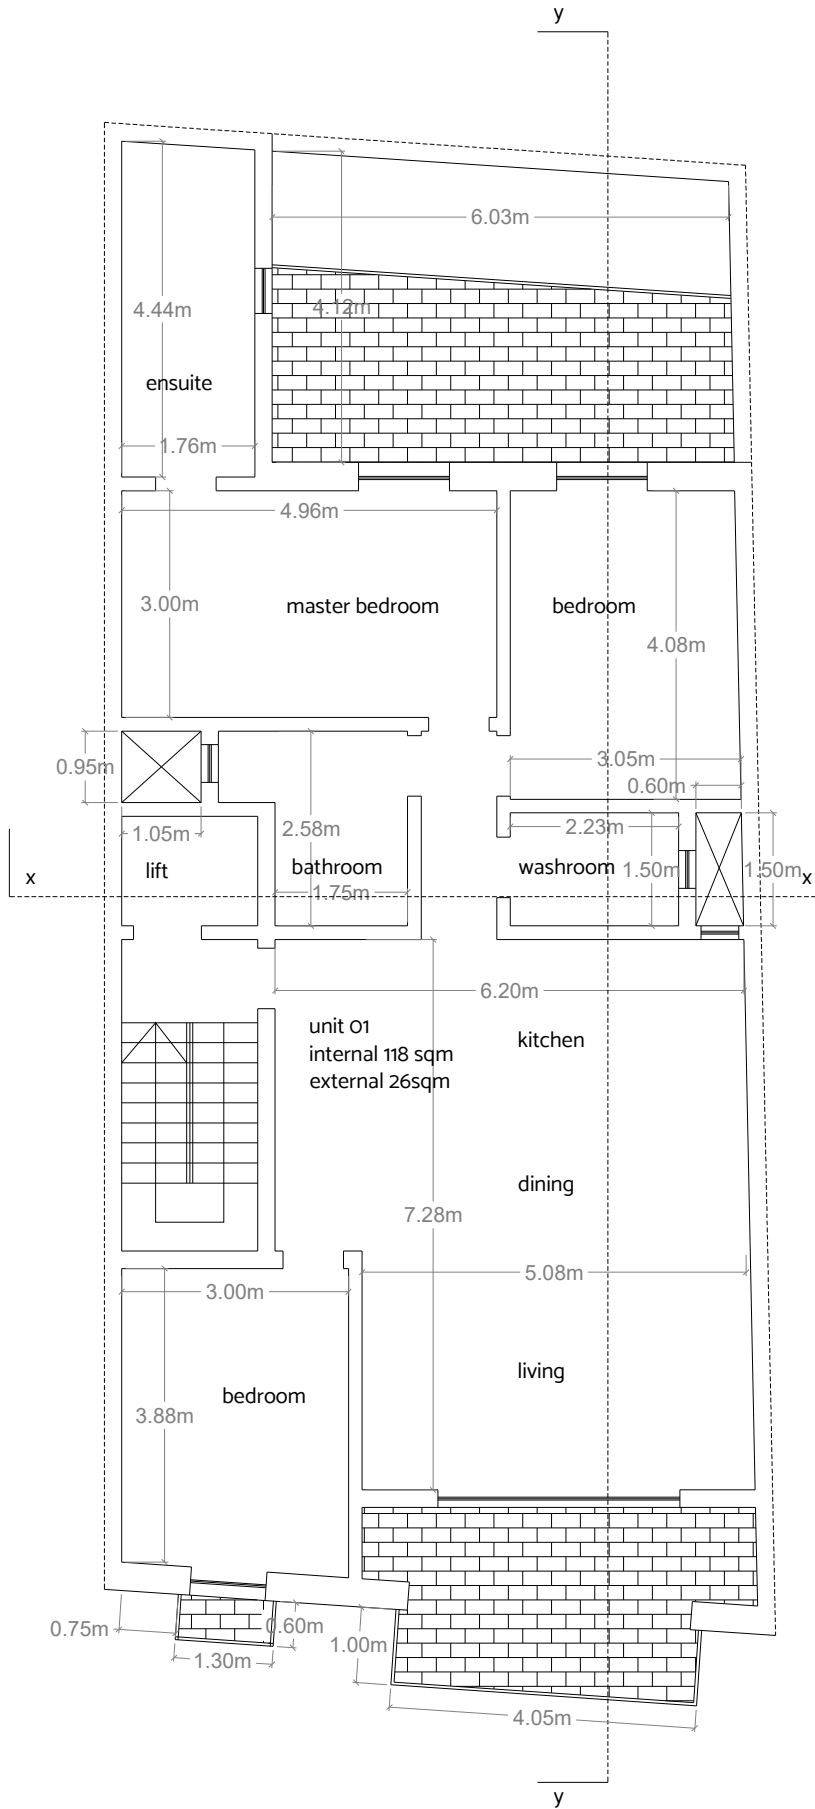 y
6.03m
4.44m
4.12m
ensuite
1.76m
4.96m
3.00m
master bedroom
bedroom
4.08m
0.95m
3.05m
0.60m
1.05m
2.58m
2.23m
x
lift
bathroom
washroom
1.50m
1.50m
x
1.75m
6.20m
unit 01
internal 118 sqm
external 26sqm
kitchen
dining
7.28m
5.08m
3.00m
living
bedroom
3.88m
0.75m
0.60m
1.00m
1.30m
4.05m
y